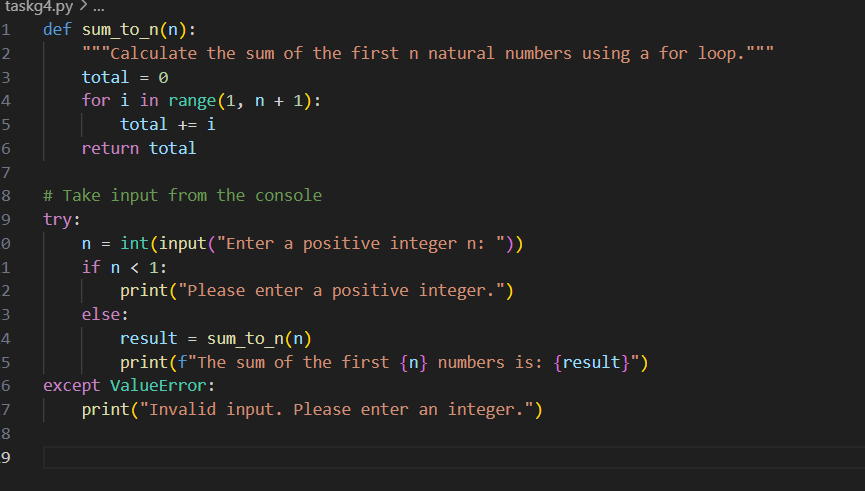 taskg4.py > ...
1 def sum_to_n(n):
2     """Calculate the sum of the first n natural numbers using a for loop."""
3     total = 0
4     for i in range(1, n + 1):
5         total += i
6     return total
7
8 # Take input from the console
9 try:
0     n = int(input("Enter a positive integer n: "))
1     if n < 1:
2         print("Please enter a positive integer.")
3     else:
4         result = sum_to_n(n)
5         print(f"The sum of the first {n} numbers is: {result}")
6 except ValueError:
7     print("Invalid input. Please enter an integer.")
8
9